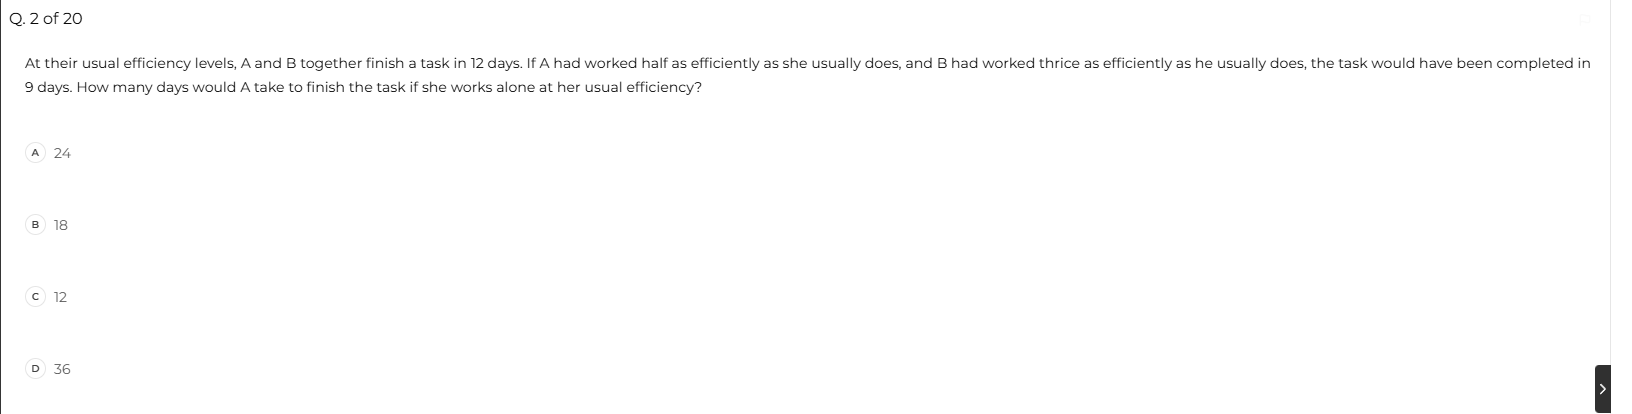 Q. 2 of 20
At their usual efficiency levels, A and B together finish a task in 12 days. If A had worked half as efficiently as she usually does, and B had worked thrice as efficiently as he usually does, the task would have been completed in
9 days. How many days would A take to finish the task if she works alone at her usual efficiency?
A 24
B 18
C 12
D 36